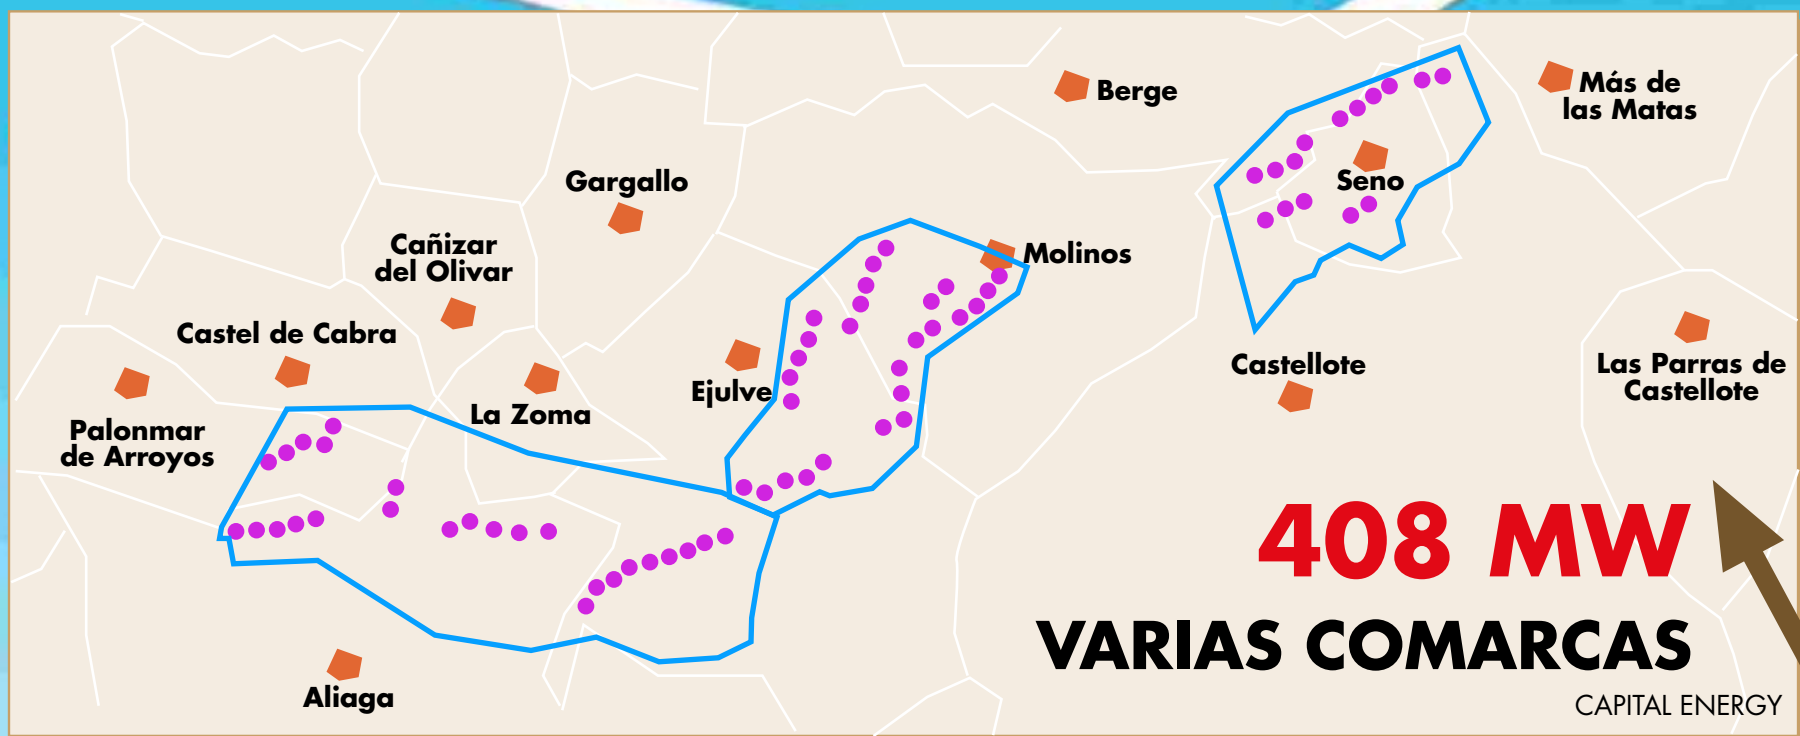 Berge
Más de
las Matas
Gargallo
Seno
Cañizar
del Olivar
Molinos
Castel de Cabra
Castellote
Las Parras de
Castellote
Ejulve
La Zoma
Palonmar
de Arroyos
408 MW
VARIAS COMARCAS
Aliaga
CAPITAL ENERGY